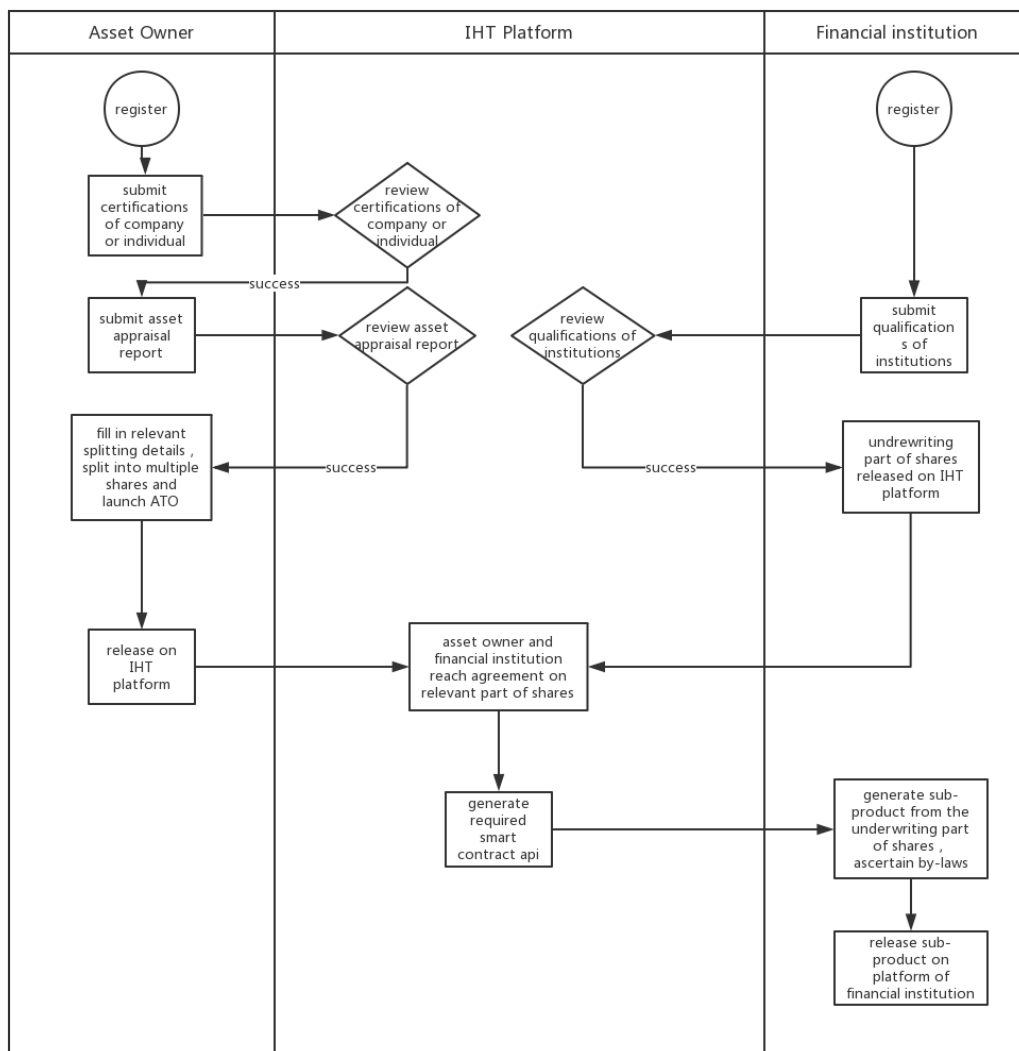 Asset Owner
IHT Platform
Financial institution
register
register
submit
certifications
of company
or individual
review
certifications of
company or
individual
success
submit asset
appraisal
report
review asset
appraisal report
review
qualifications of
institutions
submit
qualification
s of
institutions
fill in relevant
splitting details ,
split into multiple
shares and
launch ATO
success
success
undrewriting
part of shares
released on IHT
platform
release on
IHT
platform
asset owner and
financial institution
reach agreement on
relevant part of shares
generate
required
smart
contract api
generate sub-
product from the
underwriting part
of shares ,
ascertain by-laws
release sub-
product on
platform of
financial institution